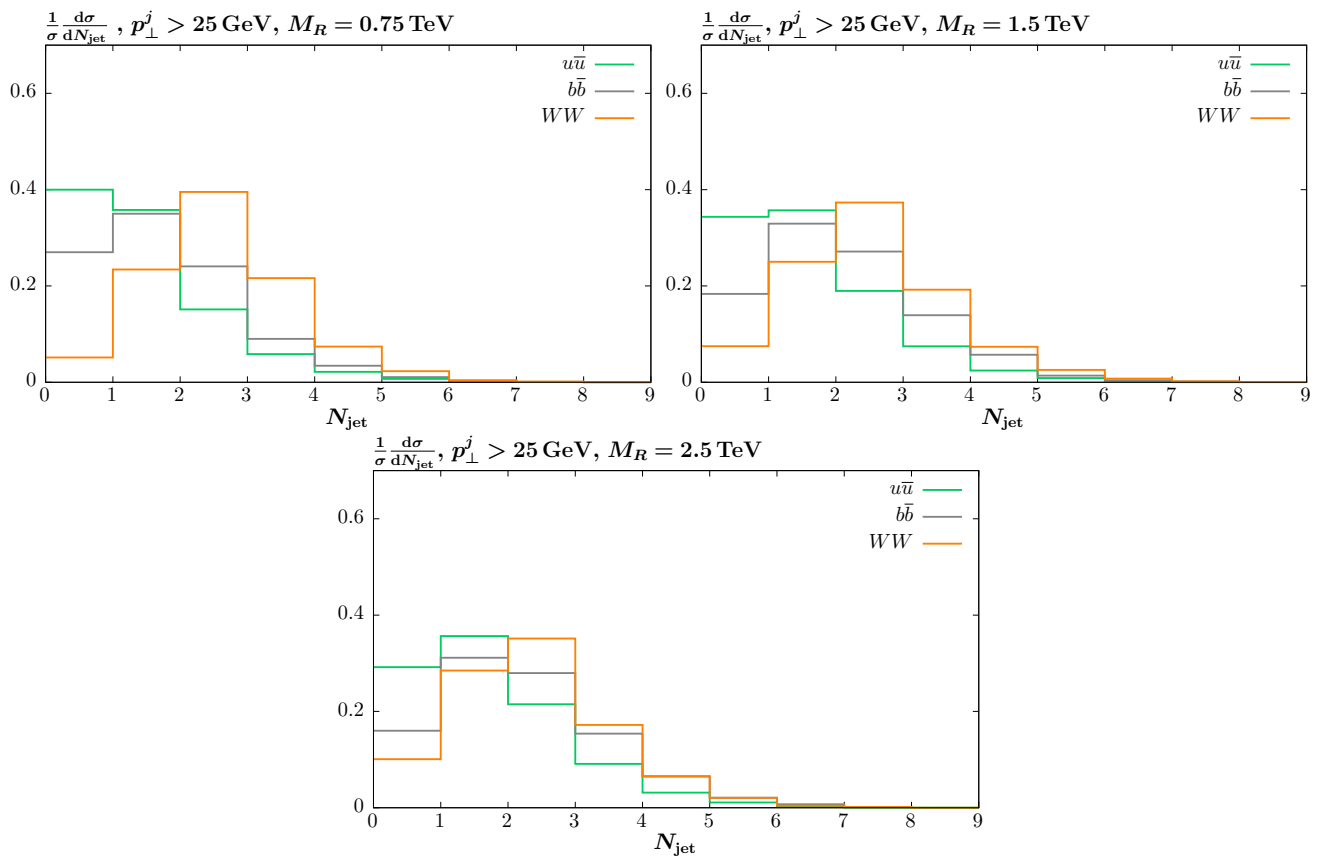 1/σ dσ/dN_jet , p_⊥^j > 25 GeV, M_R = 0.75 TeV
uū
bb̄
WW
0.6
0.4
0.2
0
0 1 2 3 4 5 6 7 8 9
N_jet
1/σ dσ/dN_jet, p_⊥^j > 25 GeV, M_R = 1.5 TeV
uū
bb̄
WW
0.6
0.4
0.2
0
0 1 2 3 4 5 6 7 8 9
N_jet
1/σ dσ/dN_jet, p_⊥^j > 25 GeV, M_R = 2.5 TeV
uū
bb̄
WW
0.6
0.4
0.2
0
0 1 2 3 4 5 6 7 8 9
N_jet